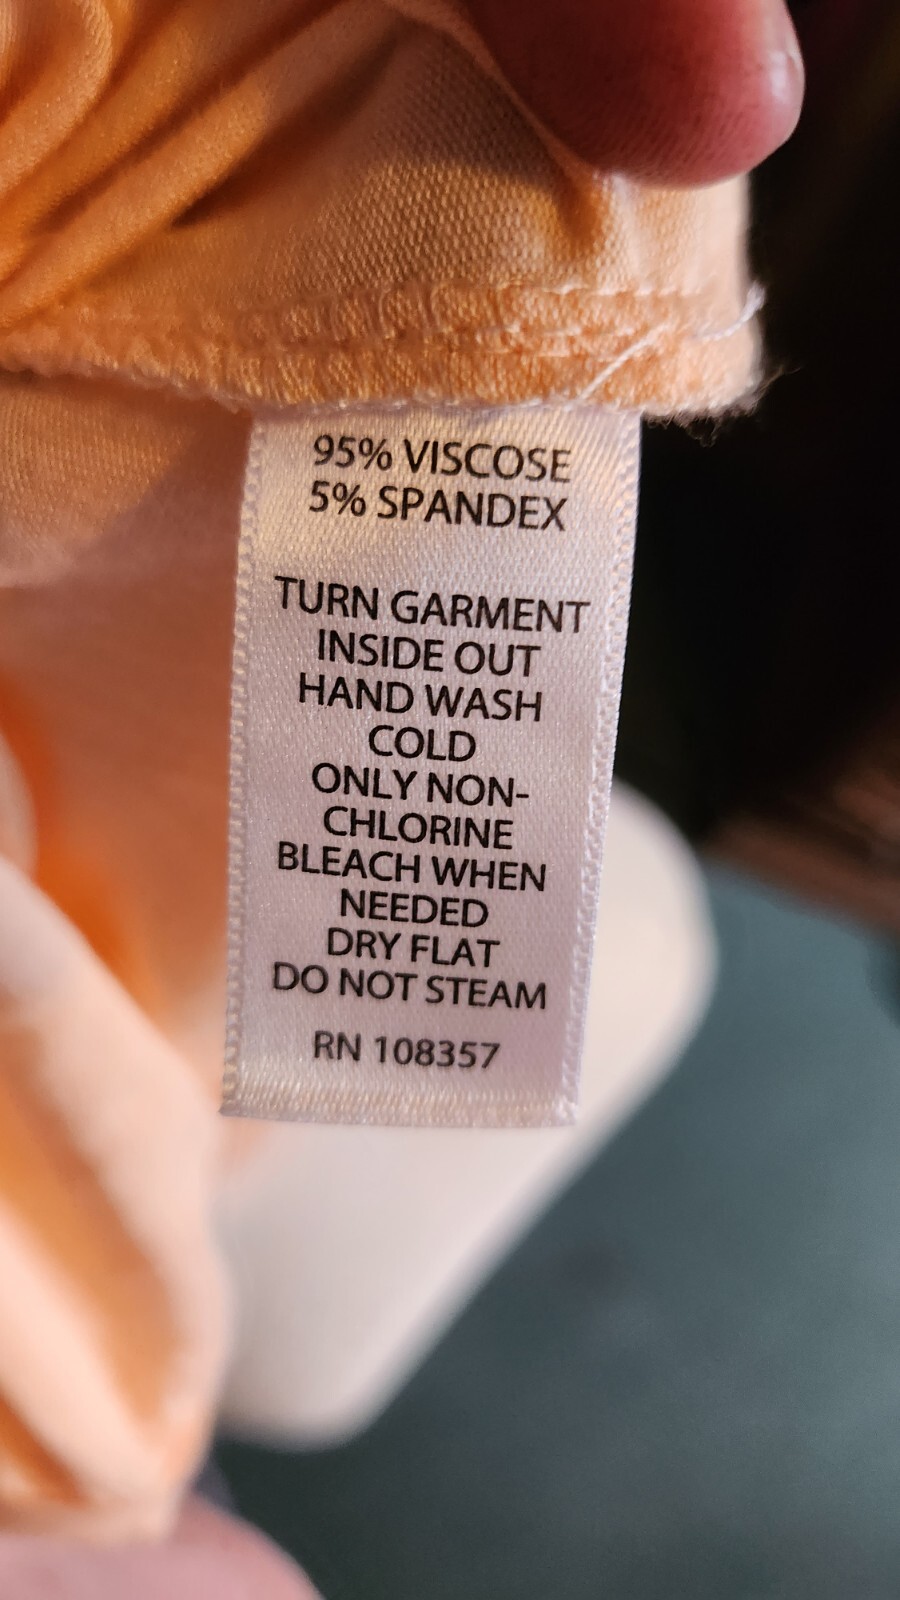 95% VISCOSE
5% SPANDEX
TURN GARMENT
INSIDE OUT
HAND WASH
COLD
ONLY NON-
CHLORINE
BLEACH WHEN
NEEDED
DRY FLAT
DO NOT STEAM
RN 108357